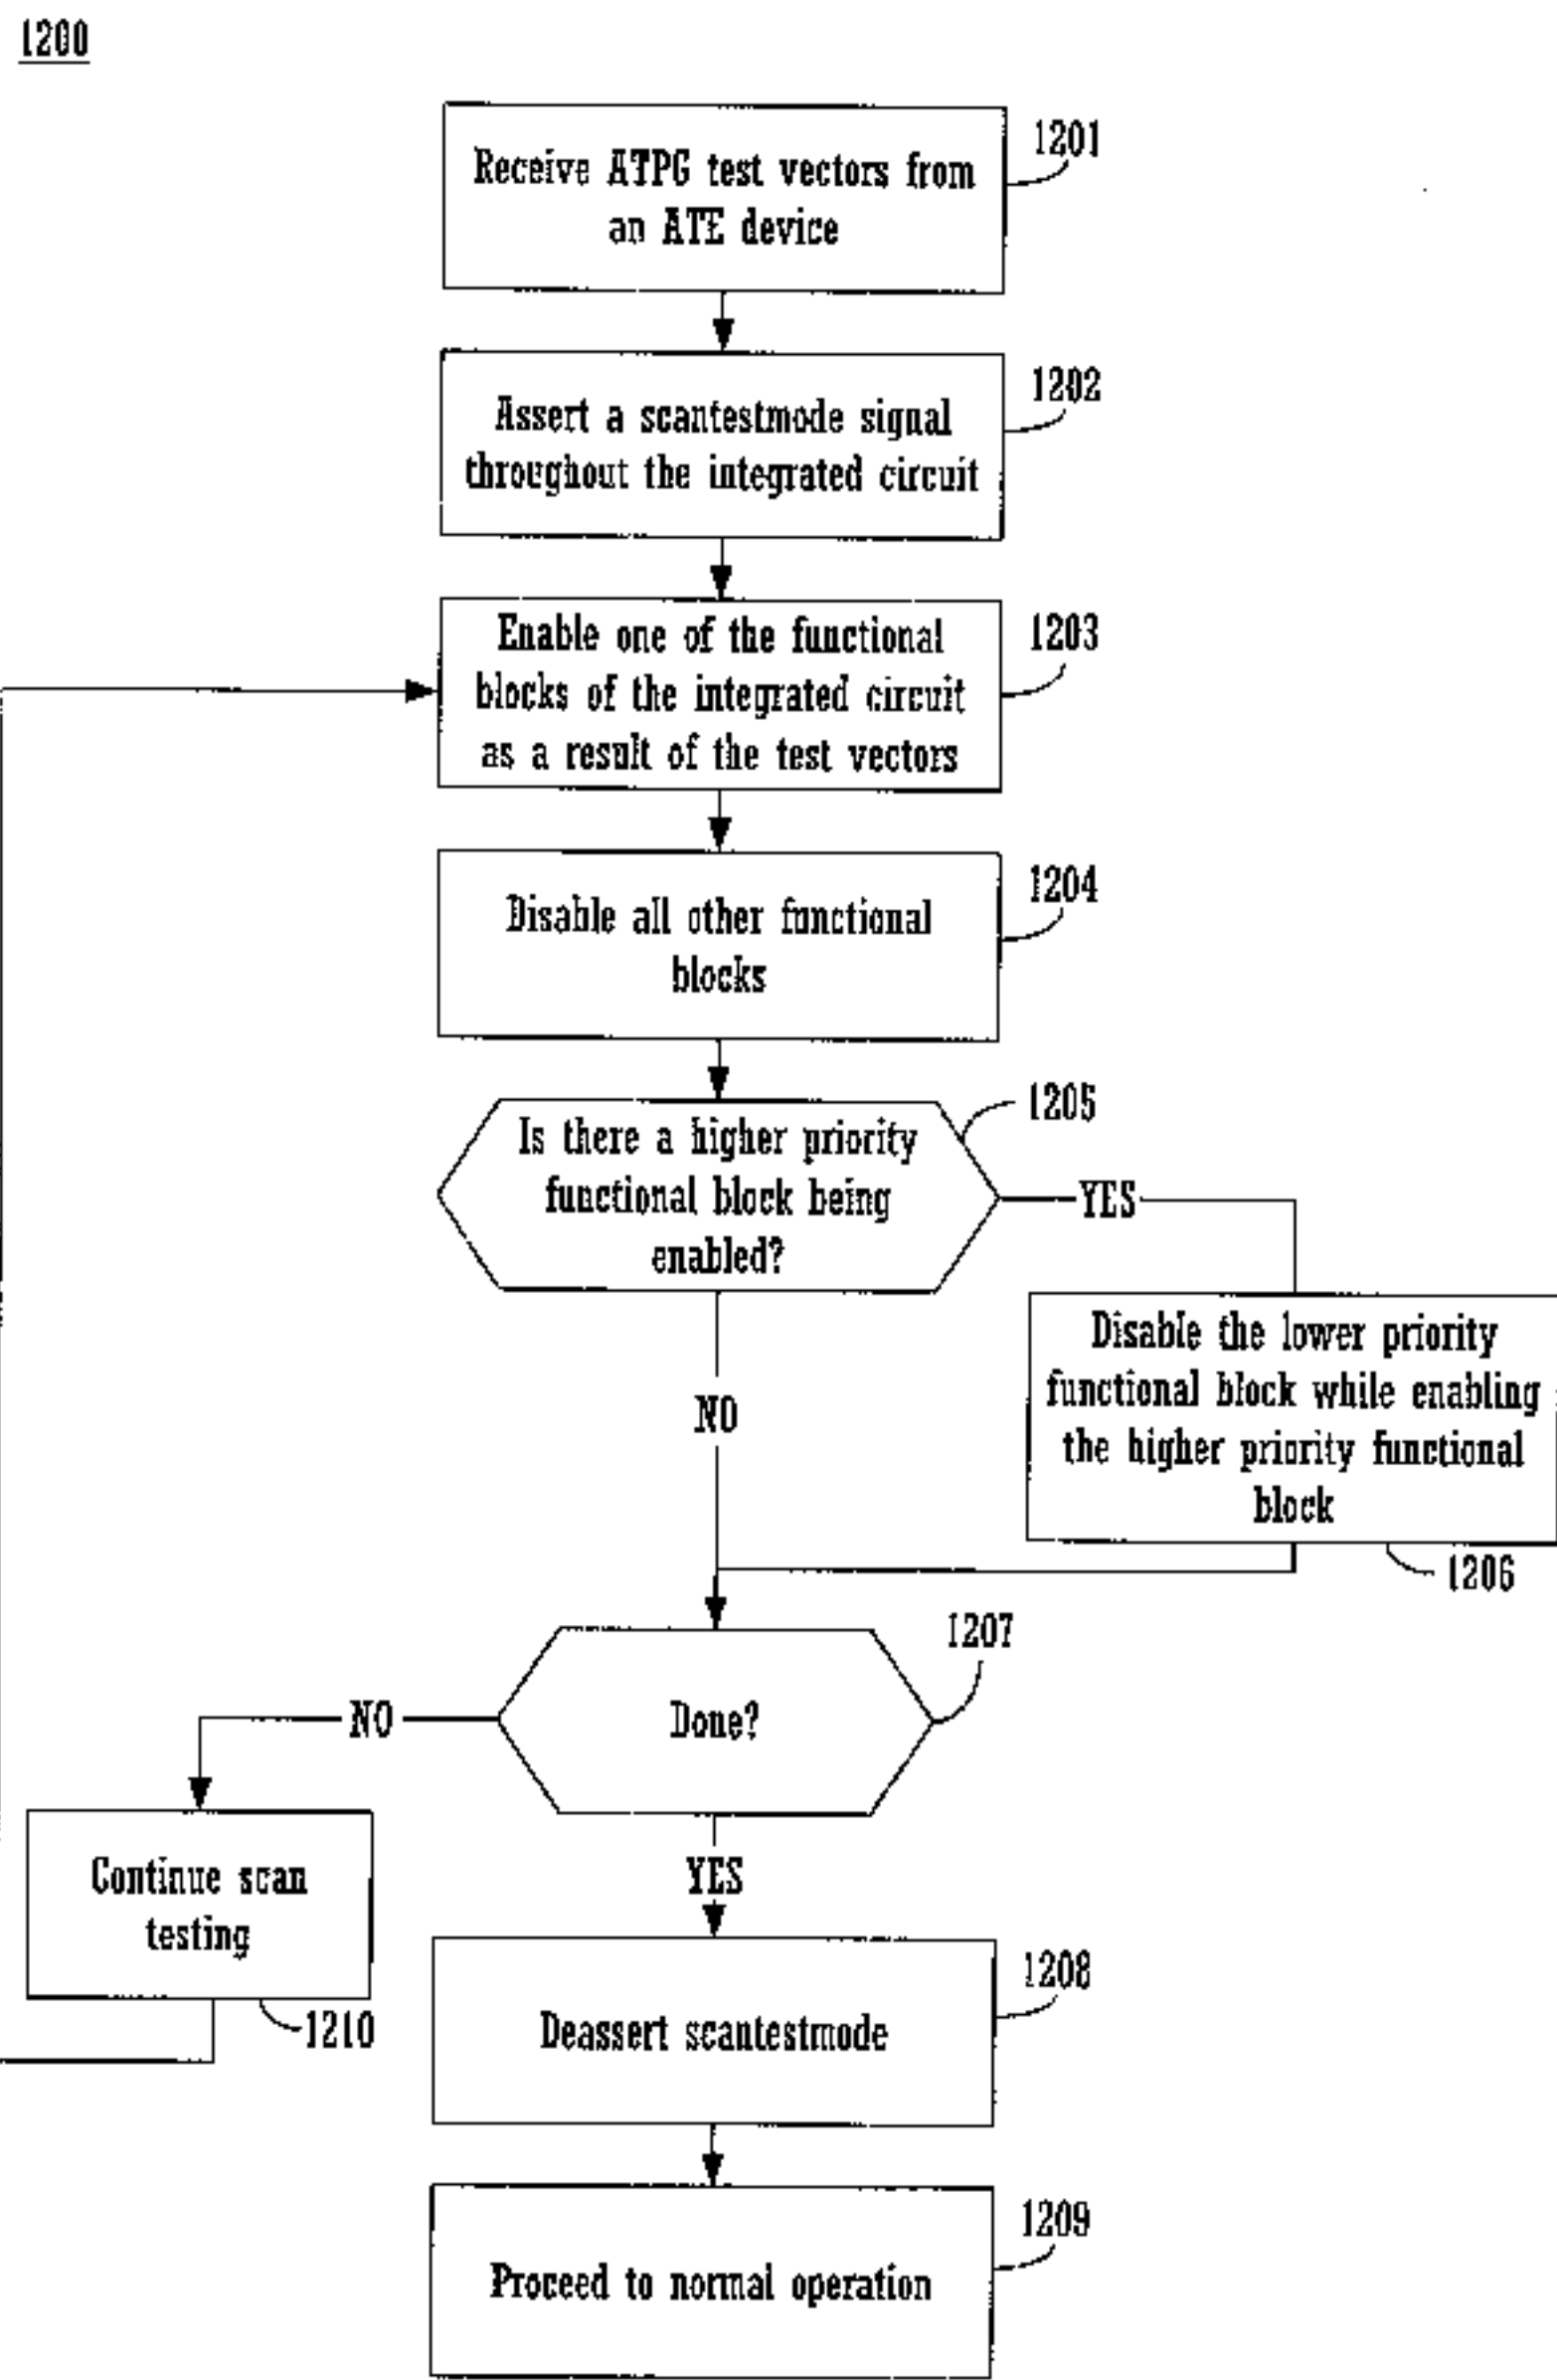 1200
Receive ATPG test vectors from
an ATE device
1201
Assert a scantestmode signal
throughout the integrated circuit
1202
Enable one of the functional
blocks of the integrated circuit
as a result of the test vectors
1203
Disable all other functional
blocks
1204
Is there a higher priority
functional block being
enabled?
1205
YES
Disable the lower priority
functional block while enabling
the higher priority functional
block
1206
NO
Done?
1207
NO
Continue scan
testing
1210
YES
Deassert scantestmode
1208
Proceed to normal operation
1209